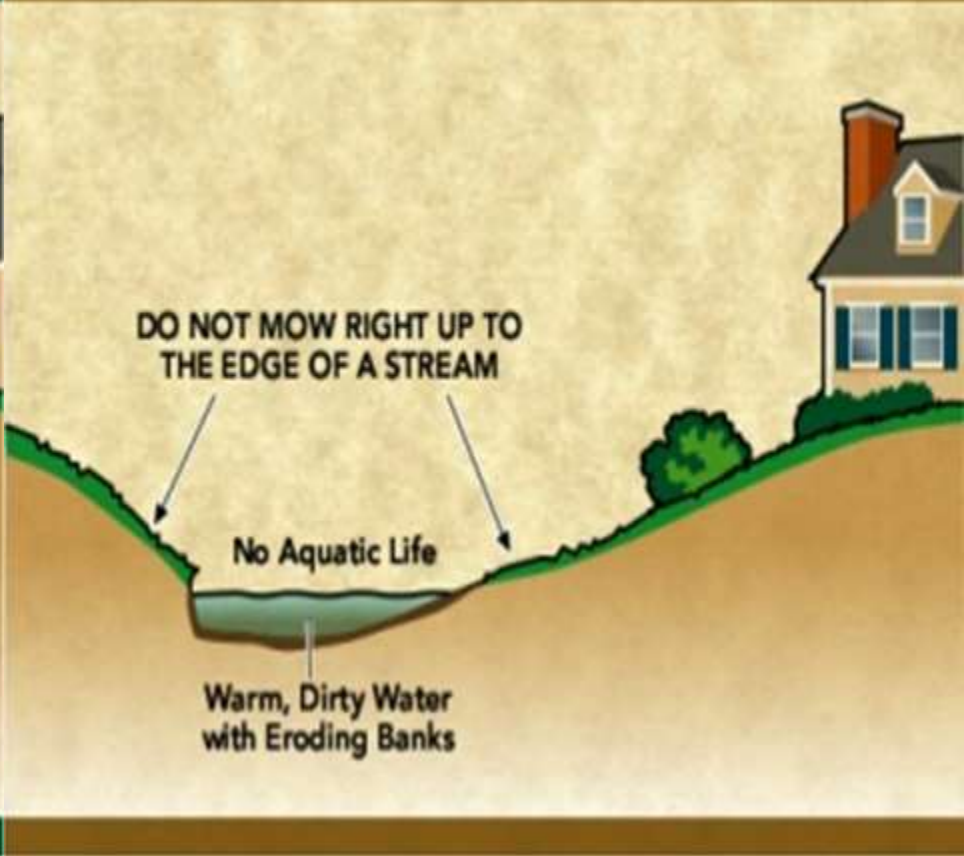 DO NOT MOW RIGHT UP TO
THE EDGE OF A STREAM
No Aquatic Life
Warm, Dirty Water
with Eroding Banks